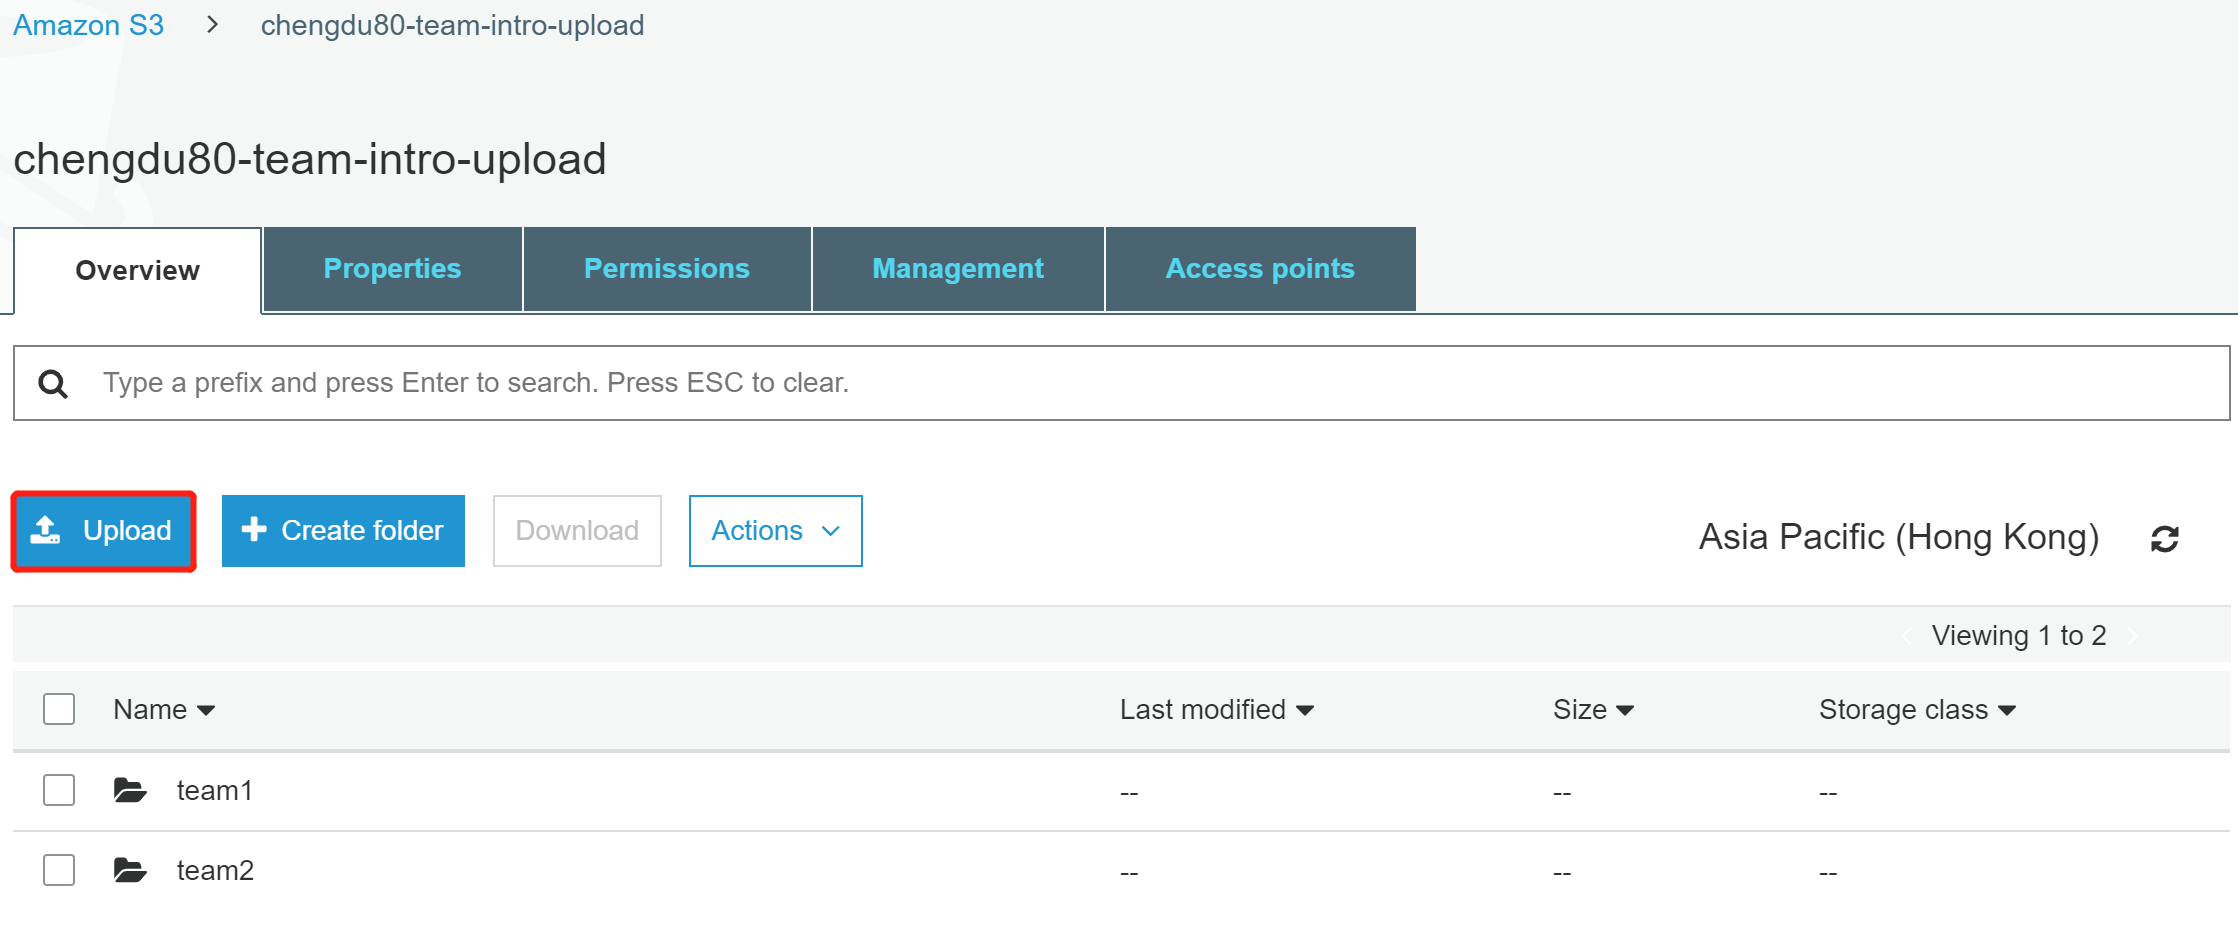 Amazon S3 > chengdu80-team-intro-upload
chengdu80-team-intro-upload
Overview Properties Permissions Management Access points
Type a prefix and press Enter to search. Press ESC to clear.
Upload Create folder Download Actions Asia Pacific (Hong Kong)
Viewing 1 to 2
Name Last modified Size Storage class
team1 -- -- --
team2 -- -- --